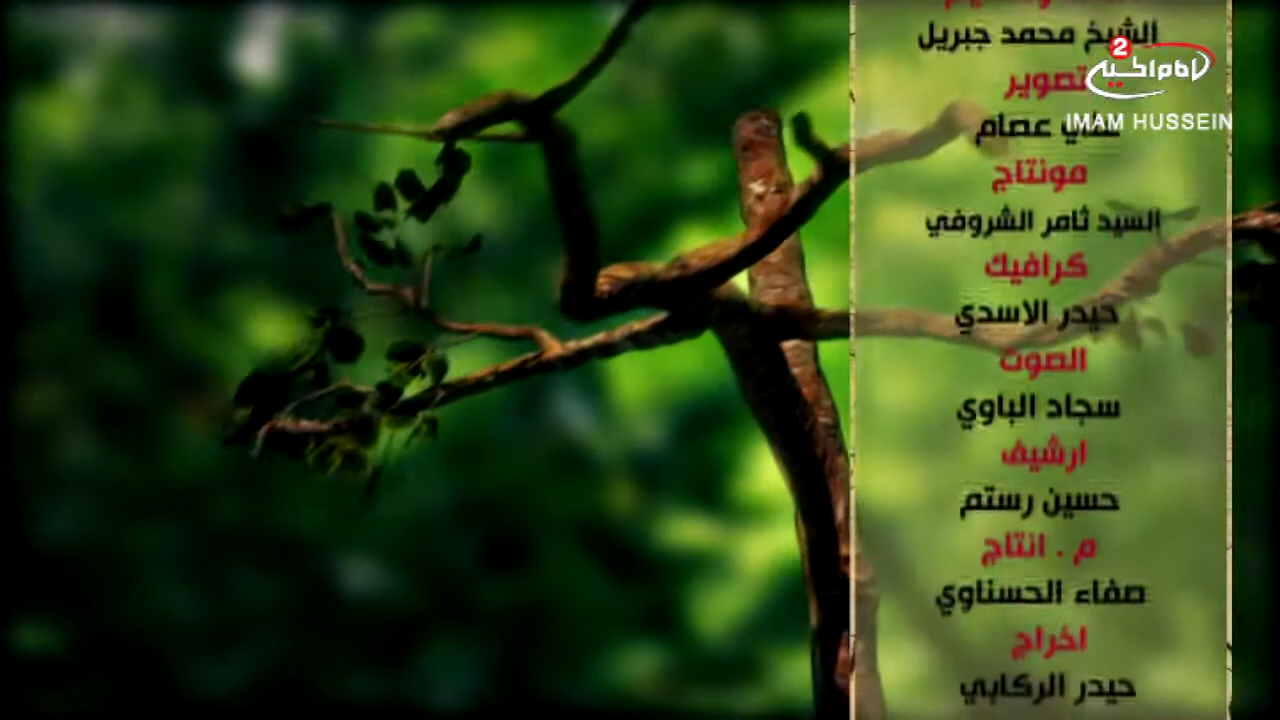 الشيخ محمد جبريل
تصوير
عصام
مونتاج
السيد ثامر الشروفي
كرافيك
حيدر الاسدي
الصوت
سجاد الباوي
ارشيف
حسين رستم
م . انتاج
صفاء الحسناوي
اخراج
حيدر الركابي
2
IMAM HUSSEIN